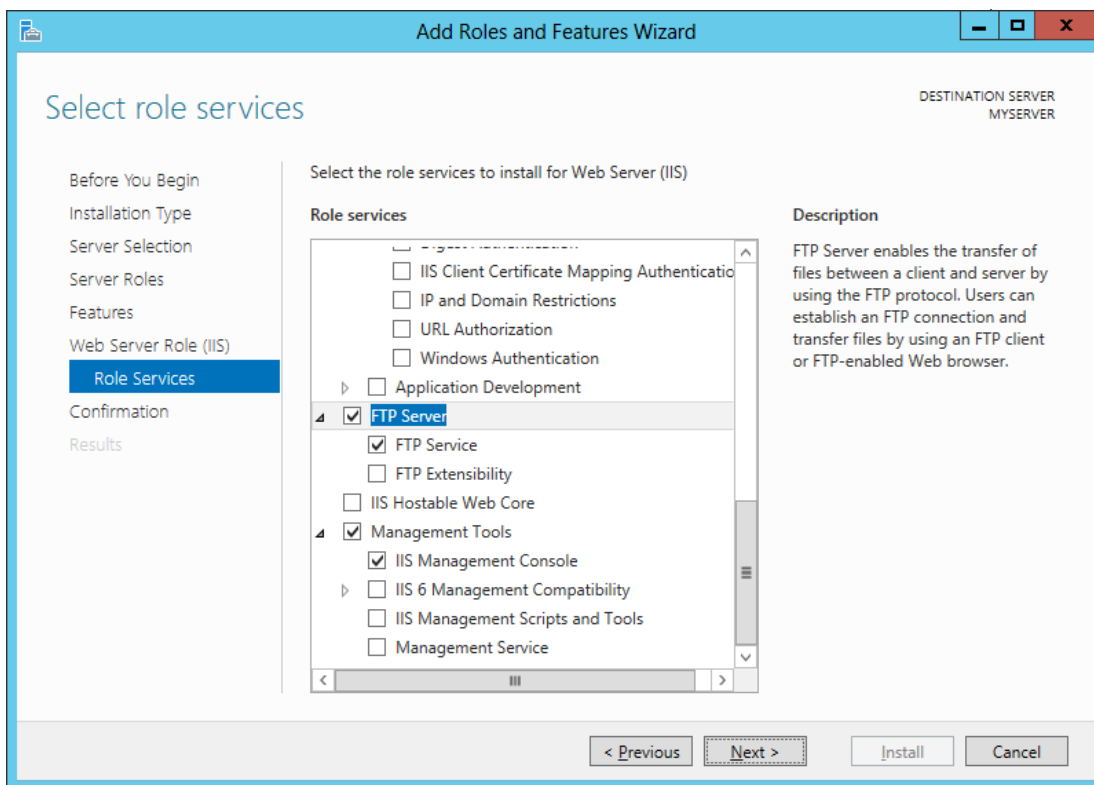 Add Roles and Features Wizard
Select role services
DESTINATION SERVER
MYSERVER
Before You Begin
Installation Type
Server Selection
Server Roles
Features
Web Server Role (IIS)
Role Services
Confirmation
Results
Select the role services to install for Web Server (IIS)
Role services
IIS Client Certificate Mapping Authenticatio
IP and Domain Restrictions
URL Authorization
Windows Authentication
Application Development
FTP Server
FTP Service
FTP Extensibility
IIS Hostable Web Core
Management Tools
IIS Management Console
IIS 6 Management Compatibility
IIS Management Scripts and Tools
Management Service
Description
FTP Server enables the transfer of
files between a client and server by
using the FTP protocol. Users can
establish an FTP connection and
transfer files by using an FTP client
or FTP-enabled Web browser.
< Previous
Next >
Install
Cancel